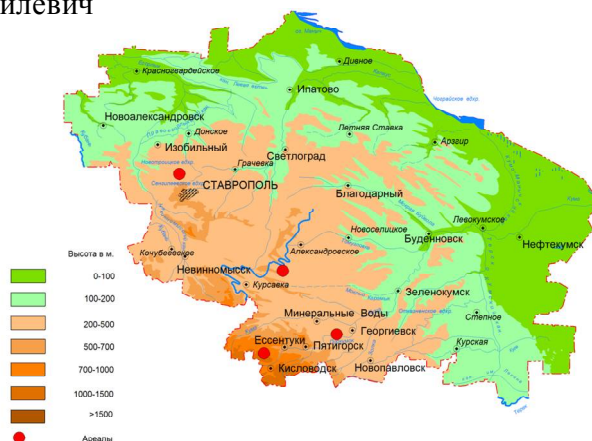 илевич
Дивное
Красногвардейское
Ипатово
Новоалександровск
Донское
Летняя Ставка
Арзгир
Изобильный
Светлоград
Грачевка
СТАВРОПОЛЬ
Благодарный
Левокумское
Новоселицкое
Буденновск
Нефтекумск
Александровское
Кочубеевское
Невинномысск
Курсавка
Зеленокумск
Минеральные Воды
Степное
Георгиевск
Ессентуки
Пятигорск
Курская
Кисловодск
Новопавловск
Высота в м.
0-100
100-200
200-500
500-700
700-1000
1000-1500
>1500
Ареалы